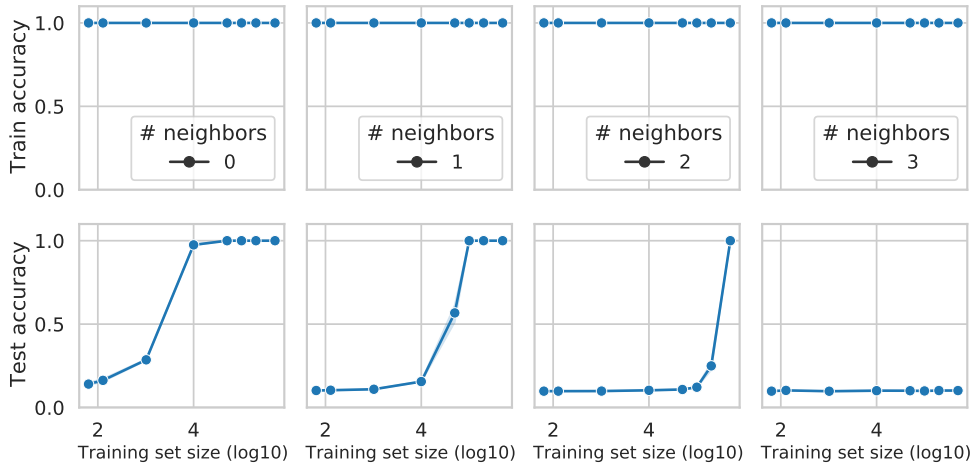 Train accuracy
1.0
0.5
0.0
# neighbors
0
# neighbors
1
# neighbors
2
# neighbors
3
Test accuracy
1.0
0.5
0.0
2 4
2 4
2 4
2 4
Training set size (log10)
Training set size (log10)
Training set size (log10)
Training set size (log10)